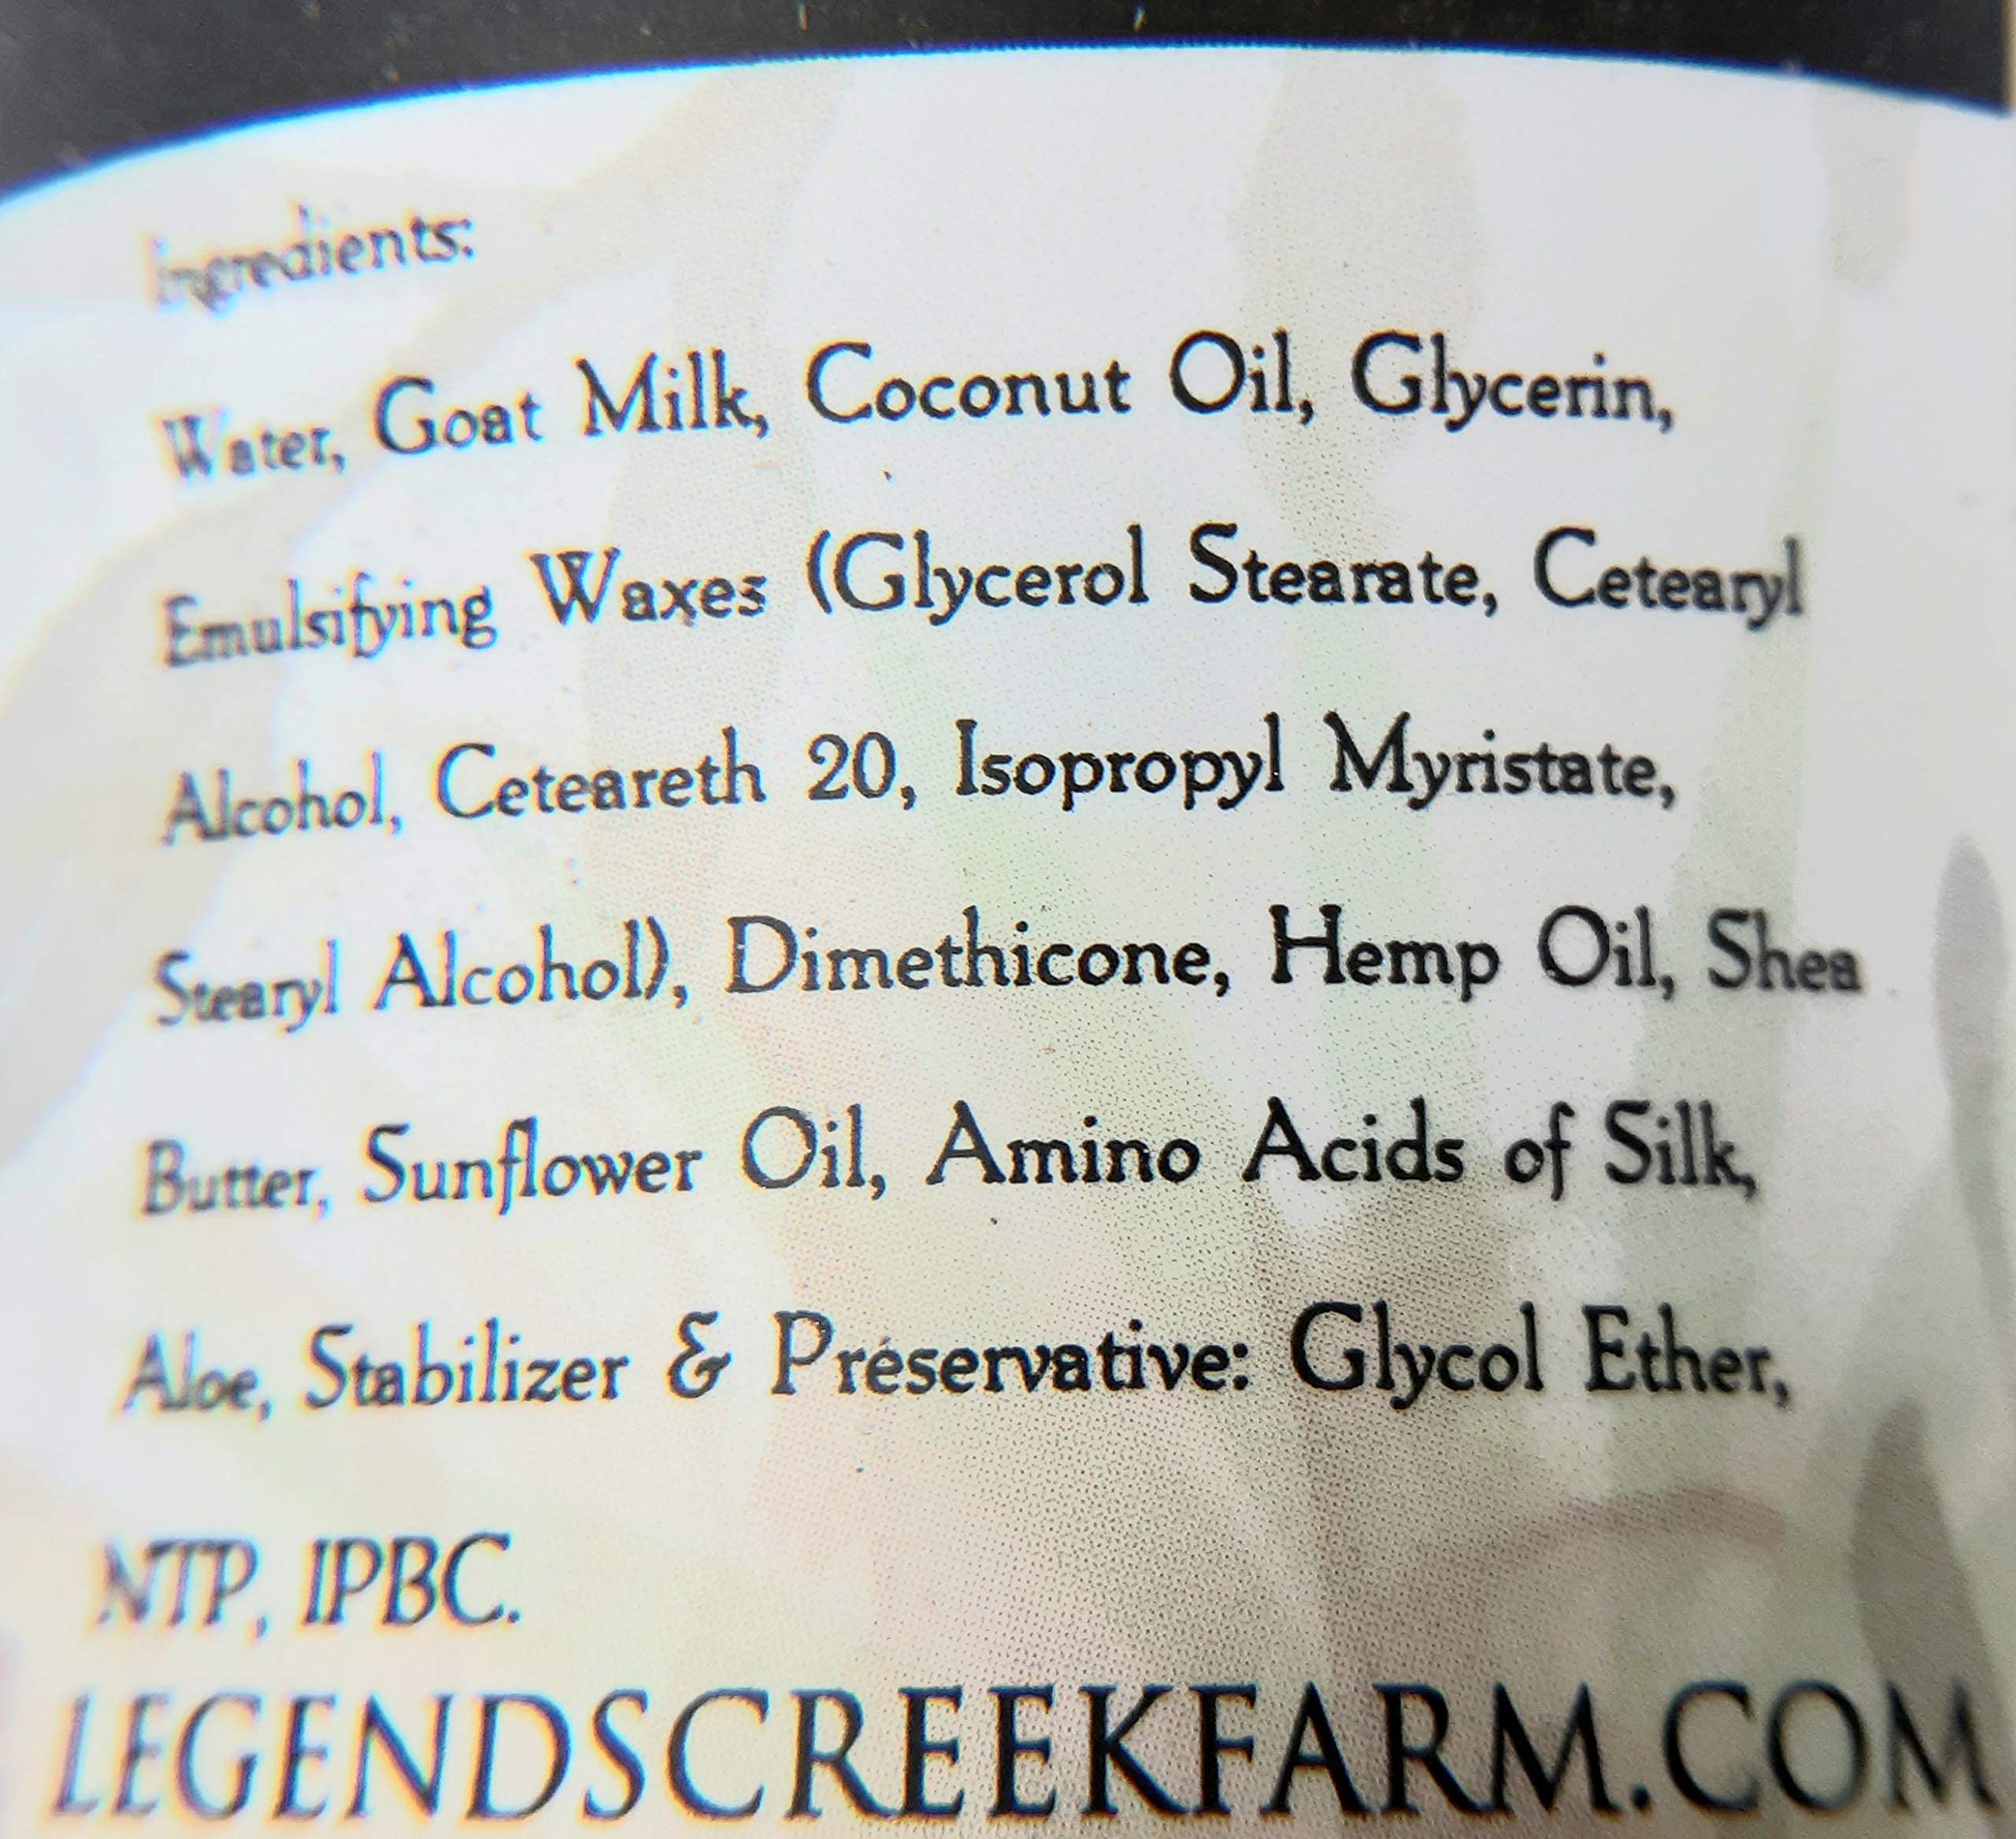 Ingredients:
Water, Goat Milk, Coconut Oil, Glycerin,
Emulsifying Waxes (Glycerol Stearate, Cetearyl
Alcohol, Ceteareth 20, Isopropyl Myristate,
Stearyl Alcohol), Dimethicone, Hemp Oil, Shea
Butter, Sunflower Oil, Amino Acids of Silk,
Aloe, Stabilizer & Preservative: Glycol Ether,
NTP, IPBC.
LEGENDSCREEKFARM.COM